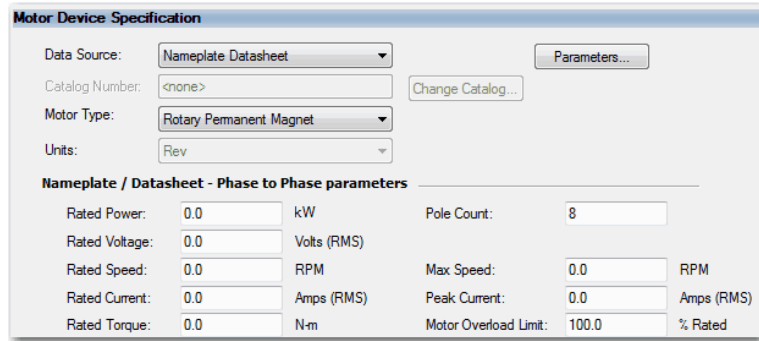 Motor Device Specification
Data Source: Nameplate Datasheet Parameters...
Catalog Number: <none> Change Catalog...
Motor Type: Rotary Permanent Magnet
Units: Rev
Nameplate / Datasheet - Phase to Phase parameters
Rated Power: 0.0 kW Pole Count: 8
Rated Voltage: 0.0 Volts (RMS)
Rated Speed: 0.0 RPM Max Speed: 0.0 RPM
Rated Current: 0.0 Amps (RMS) Peak Current: 0.0 Amps (RMS)
Rated Torque: 0.0 N-m Motor Overload Limit: 100.0 % Rated